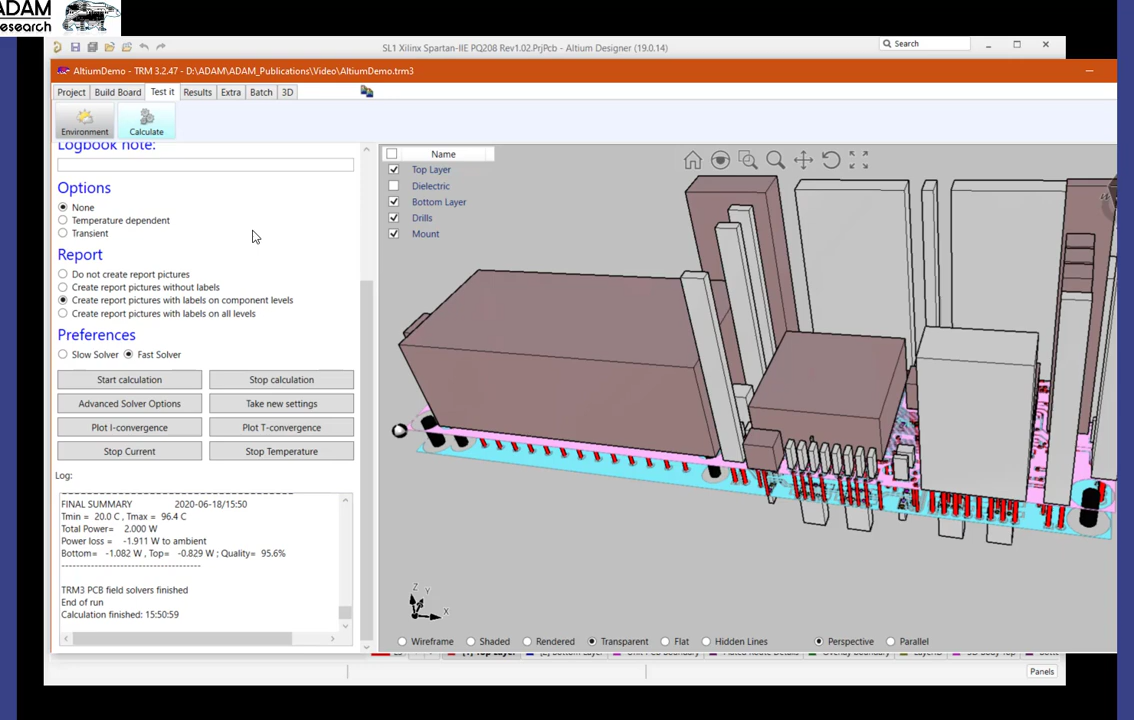 ADAM
research
SL1 Xilinx Spartan-IIE PQ208 Rev1.02.PrjPcb - Altium Designer (19.0.14)
Search
AltiumDemo - TRM 3.2.47 - D:\ADAM\ADAM_Publications\Video\AltiumDemo.trm3
Project Build Board Test it Results Extra Batch 3D
Environment Calculate
Logbook note:
Options
None
Temperature dependent
Transient
Report
Do not create report pictures
Create report pictures without labels
Create report pictures with labels on component levels
Create report pictures with labels on all levels
Preferences
Slow Solver Fast Solver
Start calculation Stop calculation
Advanced Solver Options Take new settings
Plot I-convergence Plot T-convergence
Stop Current Stop Temperature
Log:
FINAL SUMMARY 2020-06-18/15:50
Tmin = 20.0 C , Tmax = 96.4 C
Total Power= 2.000 W
Power loss = -1.911 W to ambient
Bottom= -1.082 W , Top= -0.829 W ; Quality= 95.6%
----------------------------------------
TRM3 PCB field solvers finished
End of run
Calculation finished: 15:50:59
Name
Top Layer
Dielectric
Bottom Layer
Drills
Mount
Z
Y
X
Wireframe Shaded Rendered Transparent Flat Hidden Lines Perspective Parallel
Panels